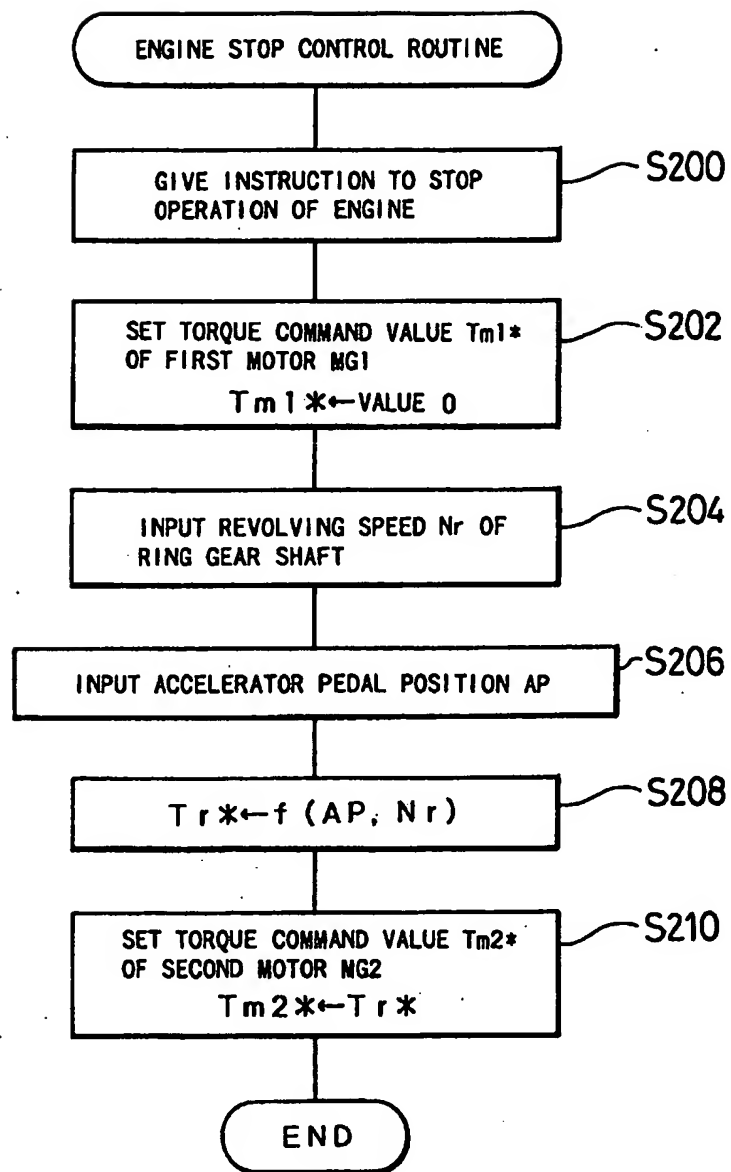 ENGINE STOP CONTROL ROUTINE
GIVE INSTRUCTION TO STOP
OPERATION OF ENGINE
S200
SET TORQUE COMMAND VALUE Tm1*
OF FIRST MOTOR MG1
Tm1*←VALUE 0
S202
INPUT REVOLVING SPEED Nr OF
RING GEAR SHAFT
S204
INPUT ACCELERATOR PEDAL POSITION AP
S206
Tr*←f (AP, Nr)
S208
SET TORQUE COMMAND VALUE Tm2*
OF SECOND MOTOR MG2
Tm2*←Tr*
S210
END